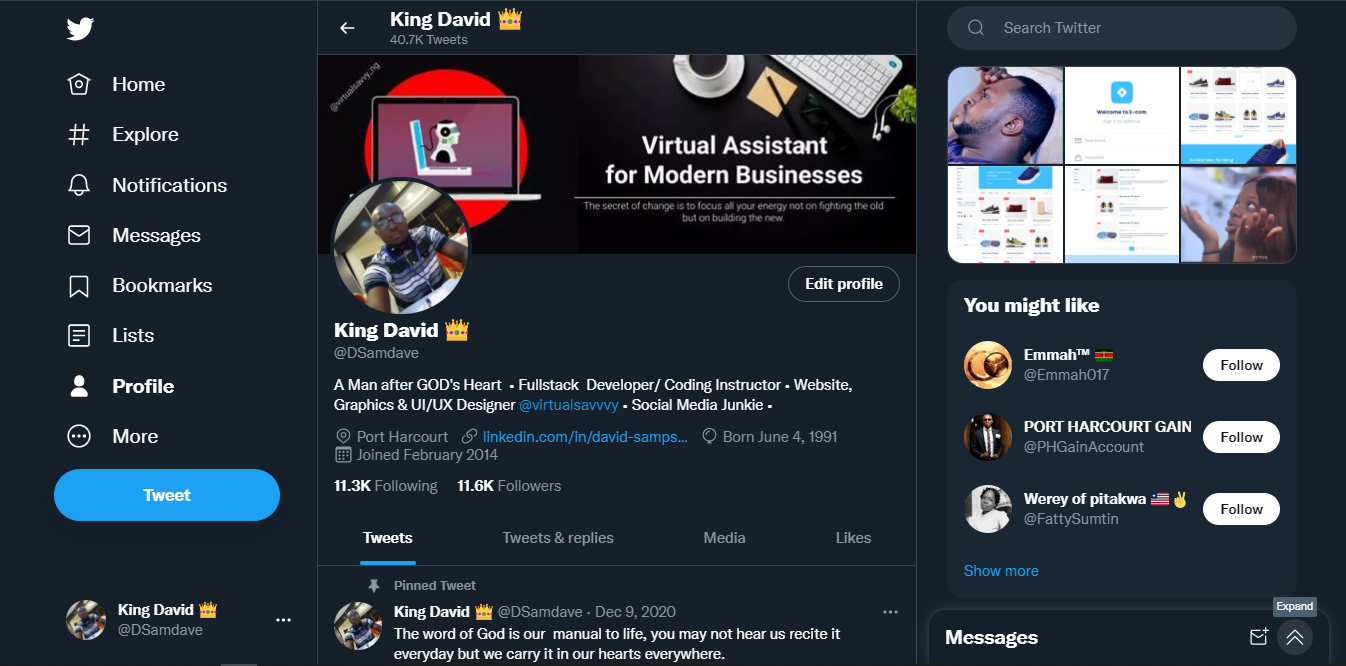 Home
Explore
Notifications
Messages
Bookmarks
Lists
Profile
More
Tweet
King David 👑
@DSamdave
King David 👑
40.7K Tweets
@virtualsavvy_ng
Virtual Assistant
for Modern Businesses
The secret of change is to focus all your energy not on fighting the old
but on building the new.
Edit profile
King David 👑
@DSamdave
A Man after GOD's Heart • Fullstack Developer/ Coding Instructor • Website,
Graphics & UI/UX Designer @virtualsavvvy • Social Media Junkie •
Port Harcourt linkedin.com/in/david-samps... Born June 4, 1991
Joined February 2014
11.3K Following 11.6K Followers
Tweets Tweets & replies Media Likes
Pinned Tweet
King David 👑 @DSamdave · Dec 9, 2020
The word of God is our manual to life, you may not hear us recite it
everyday but we carry it in our hearts everywhere.
Search Twitter
Welcome to E-com
You might like
Emmah™ 🇰🇪
@Emmah017
Follow
PORT HARCOURT GAIN
@PHGainAccount
Follow
Werey of pitakwa 🇱🇷✌
@FattySumtin
Follow
Show more
Expand
Messages